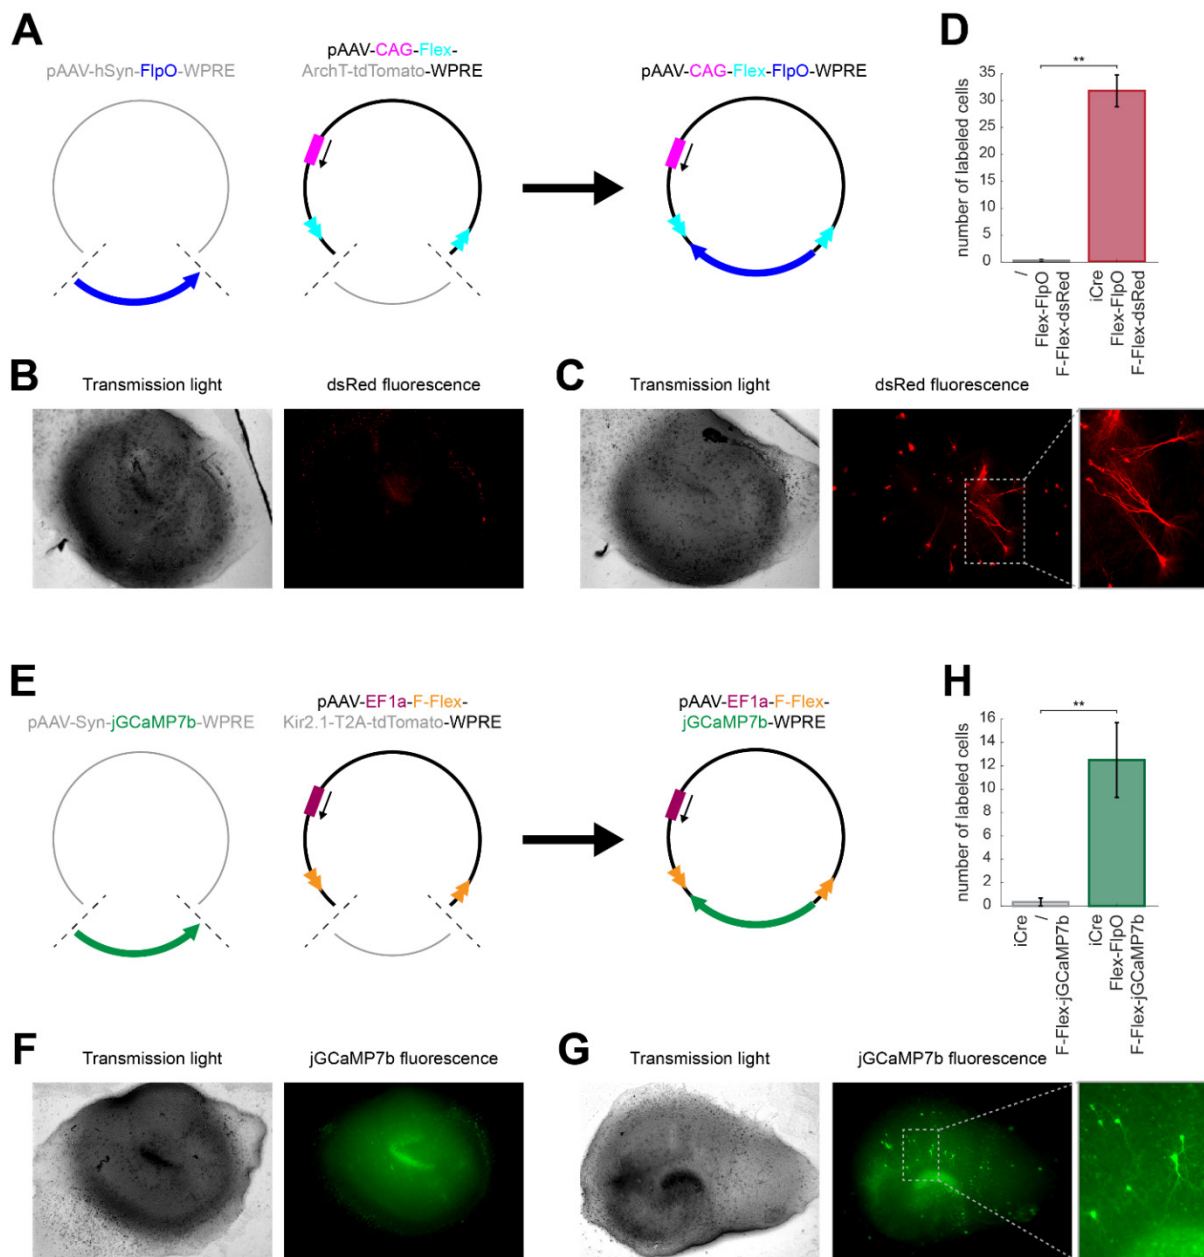 A
pAAV-hSyn-FlpO-WPRE
pAAV-CAG-Flex-
ArchT-tdTomato-WPRE
pAAV-CAG-Flex-FlpO-WPRE
D
number of labeled cells
35
30
25
20
15
10
5
0
**
/
Flex-FlpO
F-Flex-dsRed
iCre
Flex-FlpO
F-Flex-dsRed
B
Transmission light
dsRed fluorescence
C
Transmission light
dsRed fluorescence
E
pAAV-Syn-jGCaMP7b-WPRE
pAAV-EF1a-F-Flex-
Kir2.1-T2A-tdTomato-WPRE
pAAV-EF1a-F-Flex-
jGCaMP7b-WPRE
H
number of labeled cells
16
14
12
10
8
6
4
2
0
**
iCre
/
F-Flex-jGCaMP7b
iCre
Flex-FlpO
F-Flex-jGCaMP7b
F
Transmission light
jGCaMP7b fluorescence
G
Transmission light
jGCaMP7b fluorescence